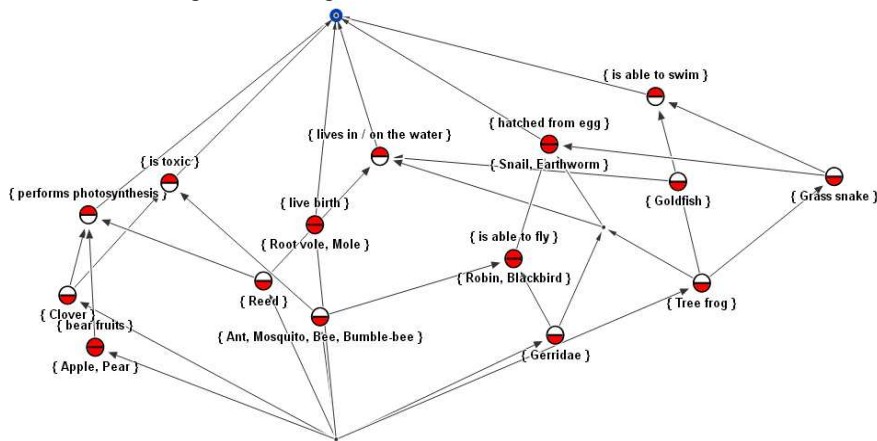 { is able to swim }
{ hatched from egg }
{ lives in / on the water }
{ is toxic }
{ Snail, Earthworm }
{ performs photosynthesis }
{ live birth }
{ Goldfish }
{ Grass snake }
{ Root vole, Mole }
{ is able to fly }
{ Robin, Blackbird }
{ Reed }
{ Tree frog }
{ Clover }
{ bear fruits }
{ Ant, Mosquito, Bee, Bumble-bee }
{ Gerridae }
{ Apple, Pear }